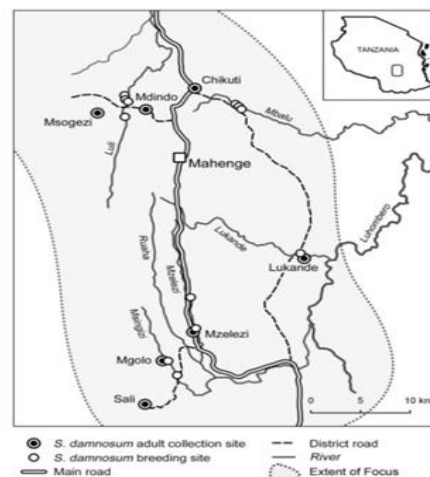 TANZANIA
Chikuti
Mdindo
Msogezi
Mbalu
Luli
Mahenge
Luhombero
Ruaha
Mzelezi
Lukande
Lukande
Msingizi
Mzelezi
Mgolo
Sali
0 5 10 km
S. damnosum adult collection site
S. damnosum breeding site
Main road
District road
River
Extent of Focus